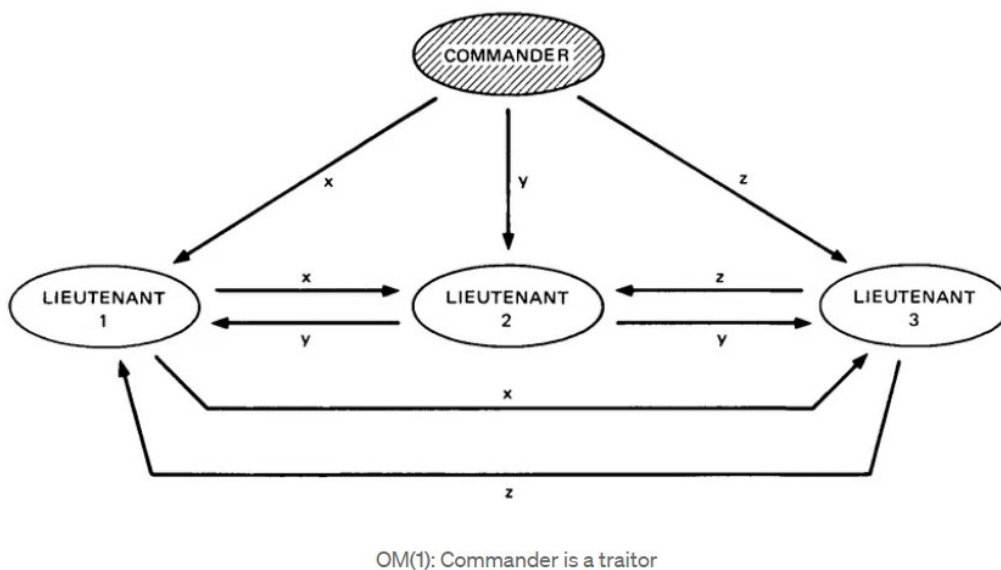 COMMANDER
x
y
z
LIEUTENANT
1
x
y
LIEUTENANT
2
z
y
LIEUTENANT
3
x
z
OM(1): Commander is a traitor